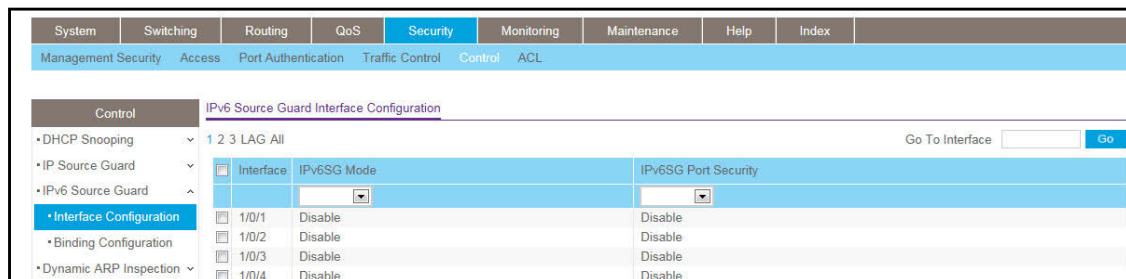 System Switching Routing QoS Security Monitoring Maintenance Help Index
Management Security Access Port Authentication Traffic Control Control ACL
Control
IPv6 Source Guard Interface Configuration
DHCP Snooping
IP Source Guard
IPv6 Source Guard
Interface Configuration
Binding Configuration
Dynamic ARP Inspection
1 2 3 LAG All
Go To Interface Go
Interface IPv6SG Mode IPv6SG Port Security
1/0/1 Disable Disable
1/0/2 Disable Disable
1/0/3 Disable Disable
1/0/4 Disable Disable